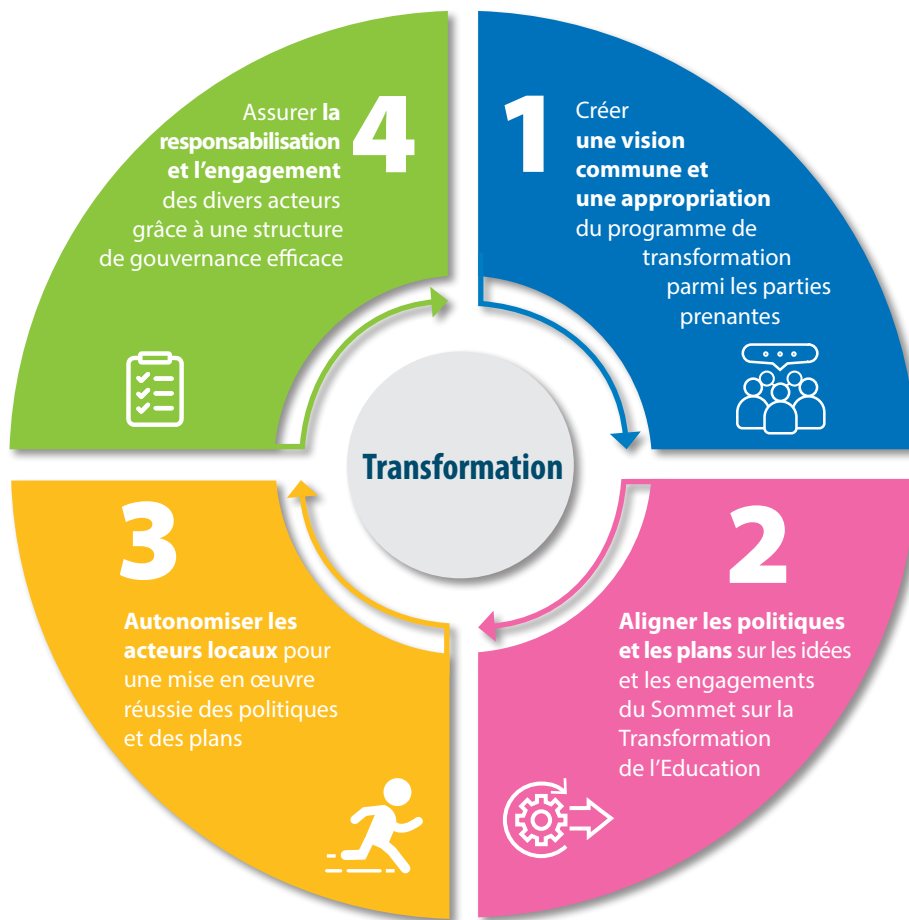 1
Créer
une vision
commune et
une appropriation
du programme de
transformation
parmi les parties
prenantes
2
Aligner les politiques
et les plans sur les idées
et les engagements
du Sommet sur la
Transformation
de l’Education
3
Autonomiser les
acteurs locaux pour
une mise en œuvre
réussie des politiques
et des plans
4
Assurer la
responsabilisation
et l’engagement
des divers acteurs
grâce à une structure
de gouvernance efficace
Transformation